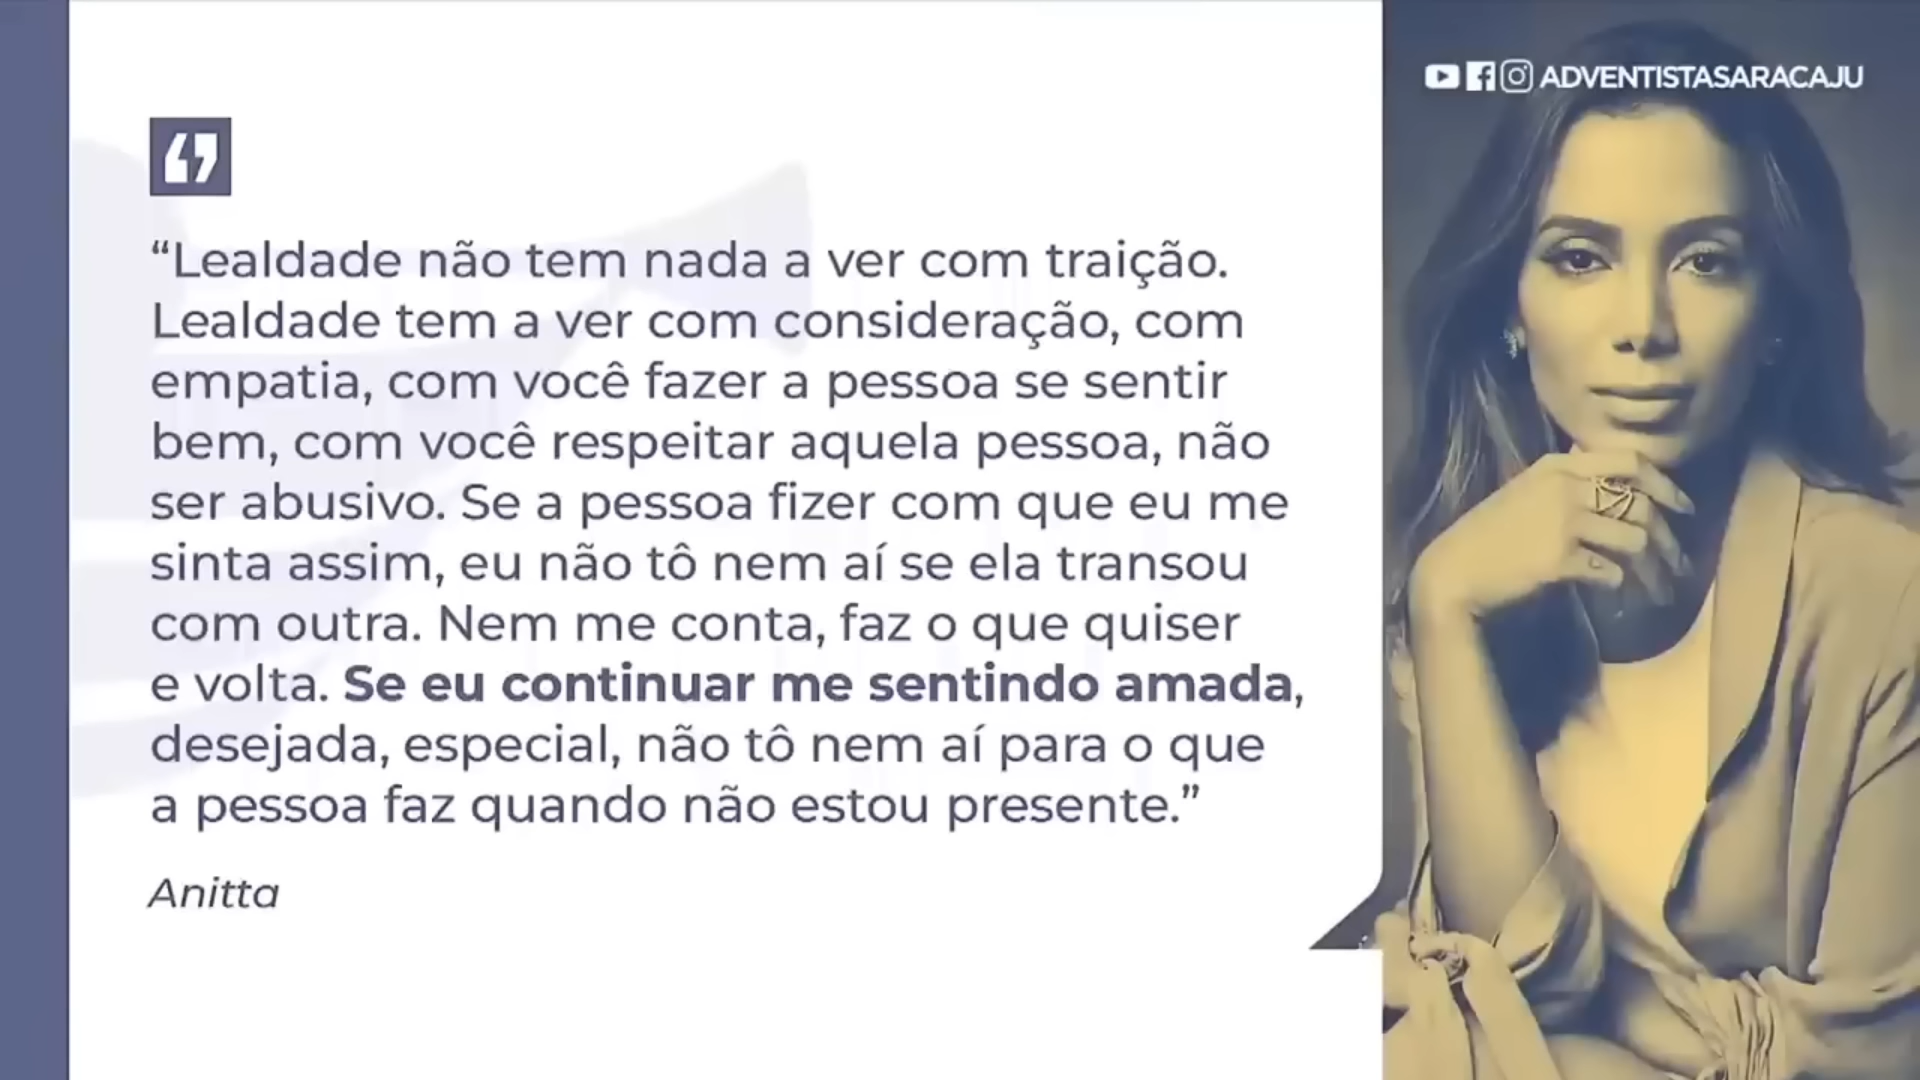 ADVENTISTASARACAJU
“Lealdade não tem nada a ver com traição.
Lealdade tem a ver com consideração, com
empatia, com você fazer a pessoa se sentir
bem, com você respeitar aquela pessoa, não
ser abusivo. Se a pessoa fizer com que eu me
sinta assim, eu não tô nem aí se ela transou
com outra. Nem me conta, faz o que quiser
e volta. Se eu continuar me sentindo amada,
desejada, especial, não tô nem aí para o que
a pessoa faz quando não estou presente.”
Anitta